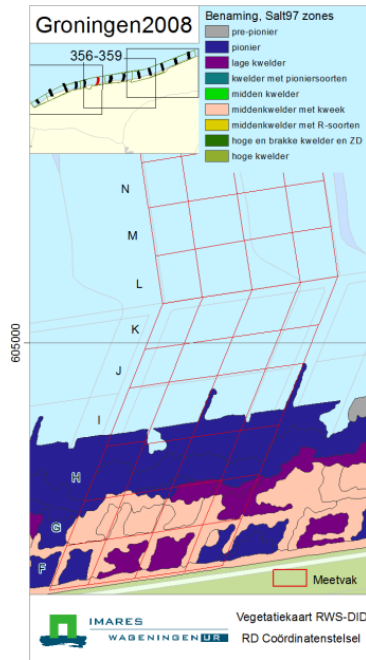 Groningen2008
356-359
Benaming, Salt97 zones
pre-pionier
pionier
lage kwelder
kwelder met pioniersoorten
midden kwelder
middenkwelder met kweek
middenkwelder met R-soorten
hoge en brakke kwelder en ZD
hoge kwelder
N
M
L
K
605000
J
I
H
G
F
Meetvak
IMARES
WAGENINGEN UR
Vegetatiekaart RWS-DID
RD Coördinatenstelsel